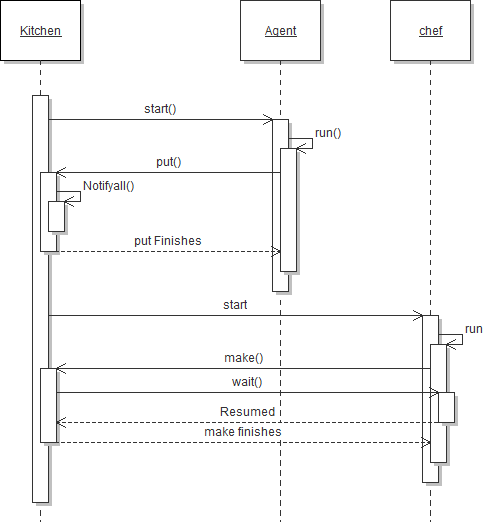 Kitchen
Agent
chef
start()
run()
put()
Notifyall()
put Finishes
start
run
make()
wait()
Resumed
make finishes